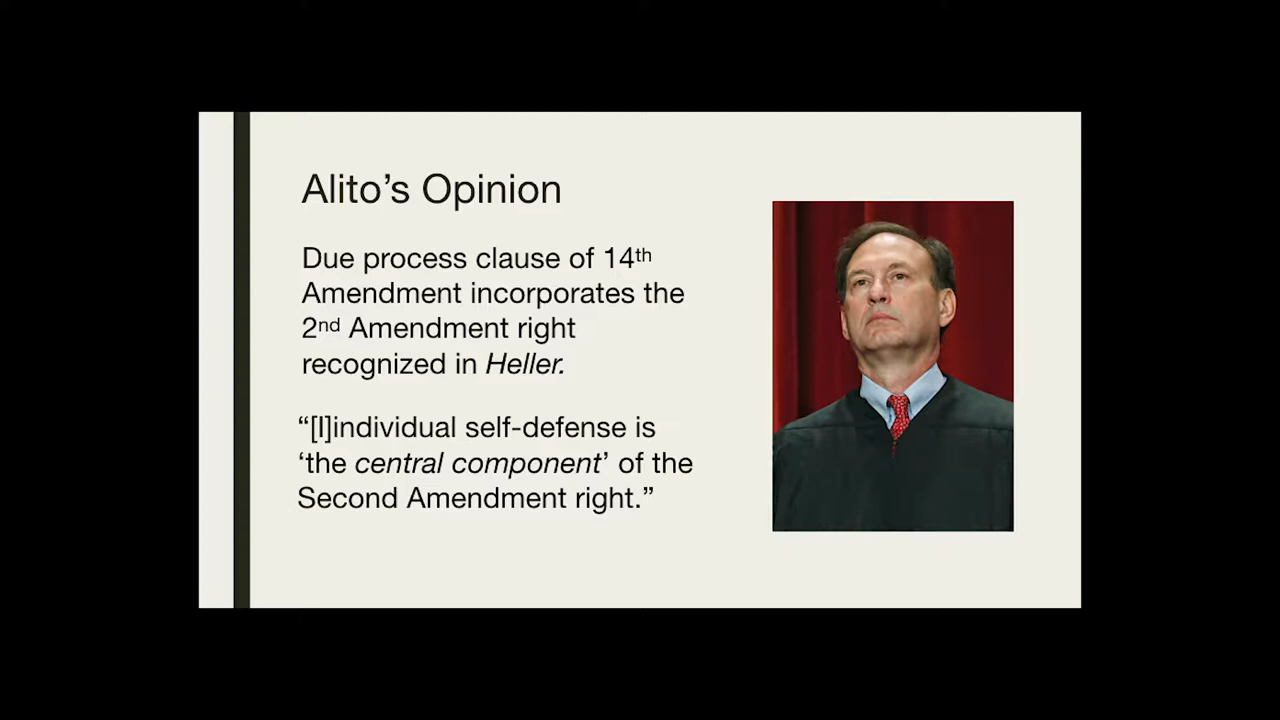 Alito’s Opinion
Due process clause of 14th
Amendment incorporates the
2nd Amendment right
recognized in Heller.
“[I]individual self-defense is
‘the central component’ of the
Second Amendment right.”